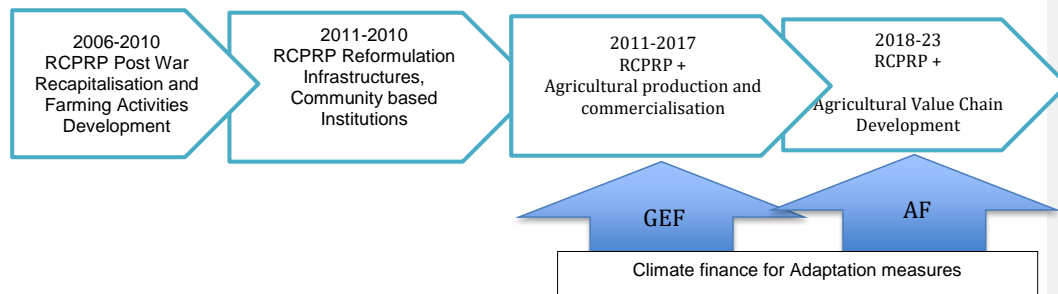 2006-2010
RCPRP Post War
Recapitalisation and
Farming Activities
Development
2011-2010
RCPRP Reformulation
Infrastructures,
Community based
Institutions
2011-2017
RCPRP +
Agricultural production and
commercialisation
2018-23
RCPRP +
Agricultural Value Chain
Development
GEF
AF
Climate finance for Adaptation measures